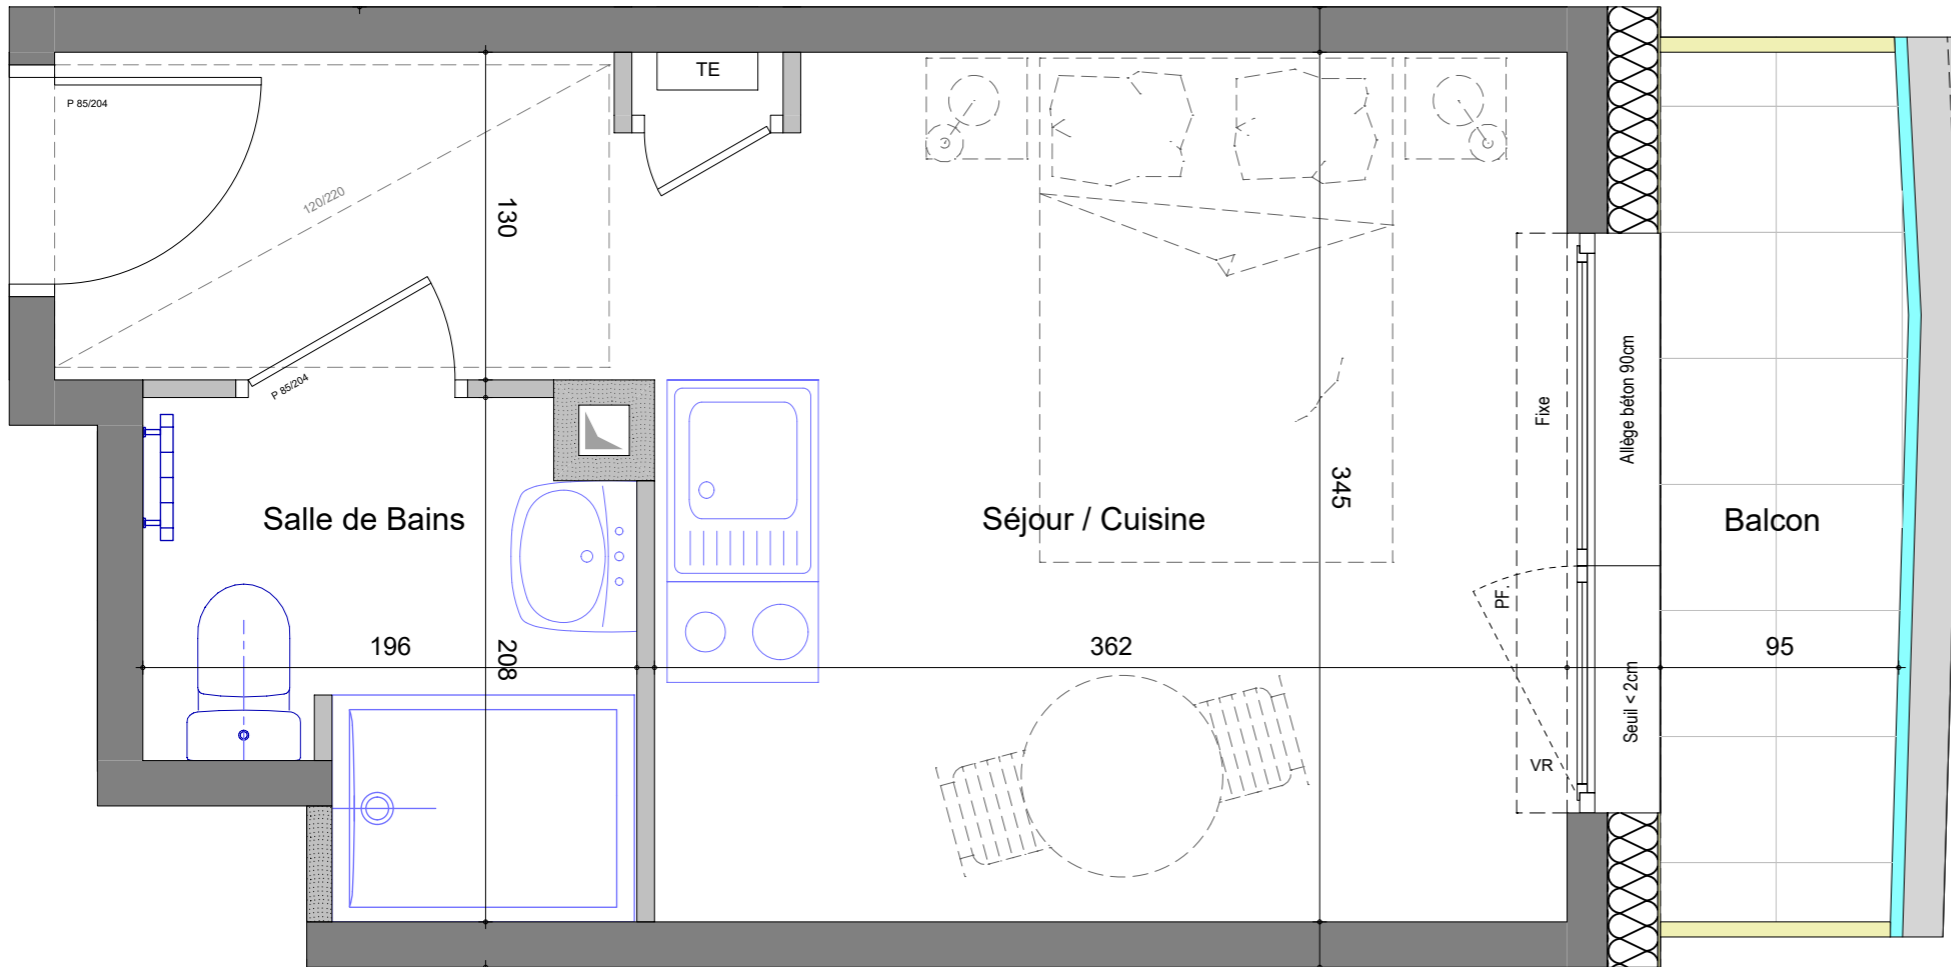 TE
P 85/204
120/220
130
P 85/204
Fixe
Allège béton 90cm
345
Salle de Bains
Séjour / Cuisine
Balcon
PF.
196
208
362
95
Seuil < 2cm
VR